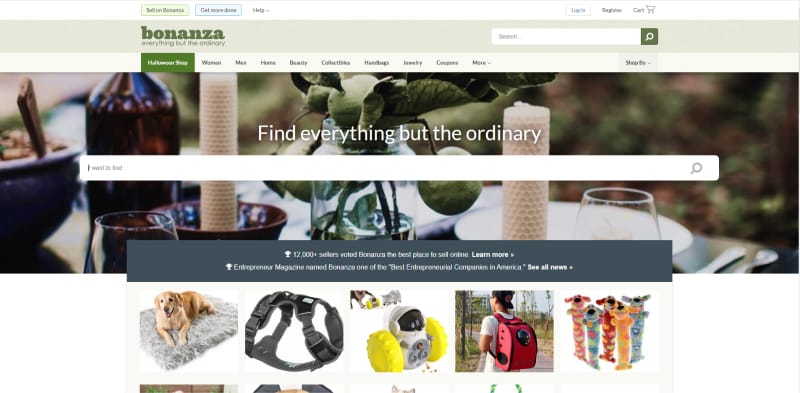 Sell on Bonanza Get more done Help Log in Register Cart
bonanza
everything but the ordinary
Search...
Halloween Shop Women Men Home Beauty Collectibles Handbags Jewelry Coupons More Shop By
Find everything but the ordinary
I want to find
12,000+ sellers voted Bonanza the best place to sell online. Learn more »
Entrepreneur Magazine named Bonanza one of the "Best Entrepreneurial Companies in America." See all news »